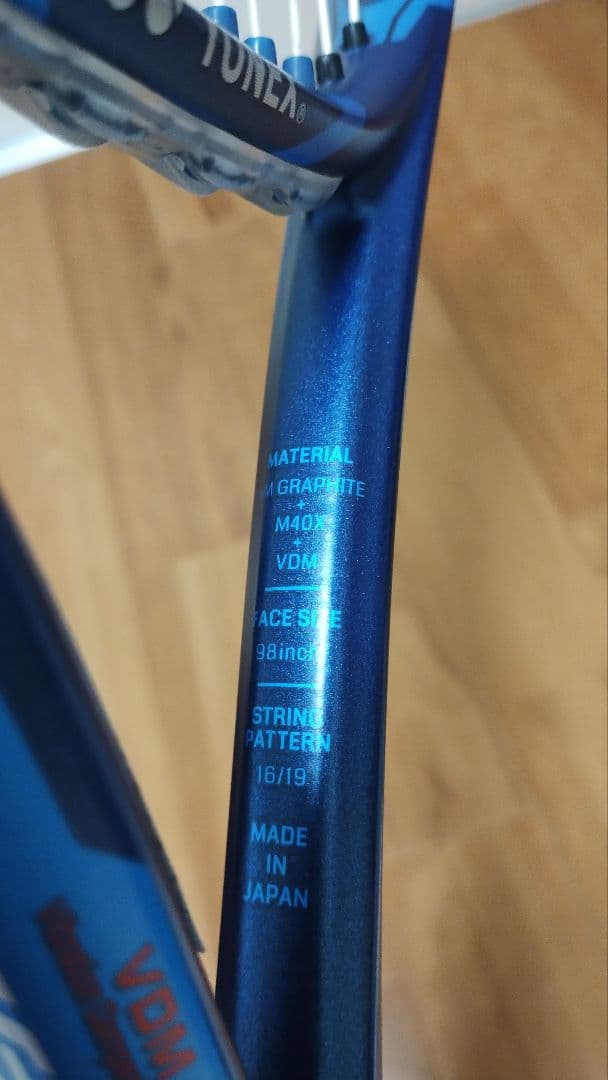 YONEX®
MATERIAL
M GRAPHITE
+
M40X
+
VDM
FACE SIZE
98inch
STRING
PATTERN
16/19
MADE
IN
JAPAN
VDM